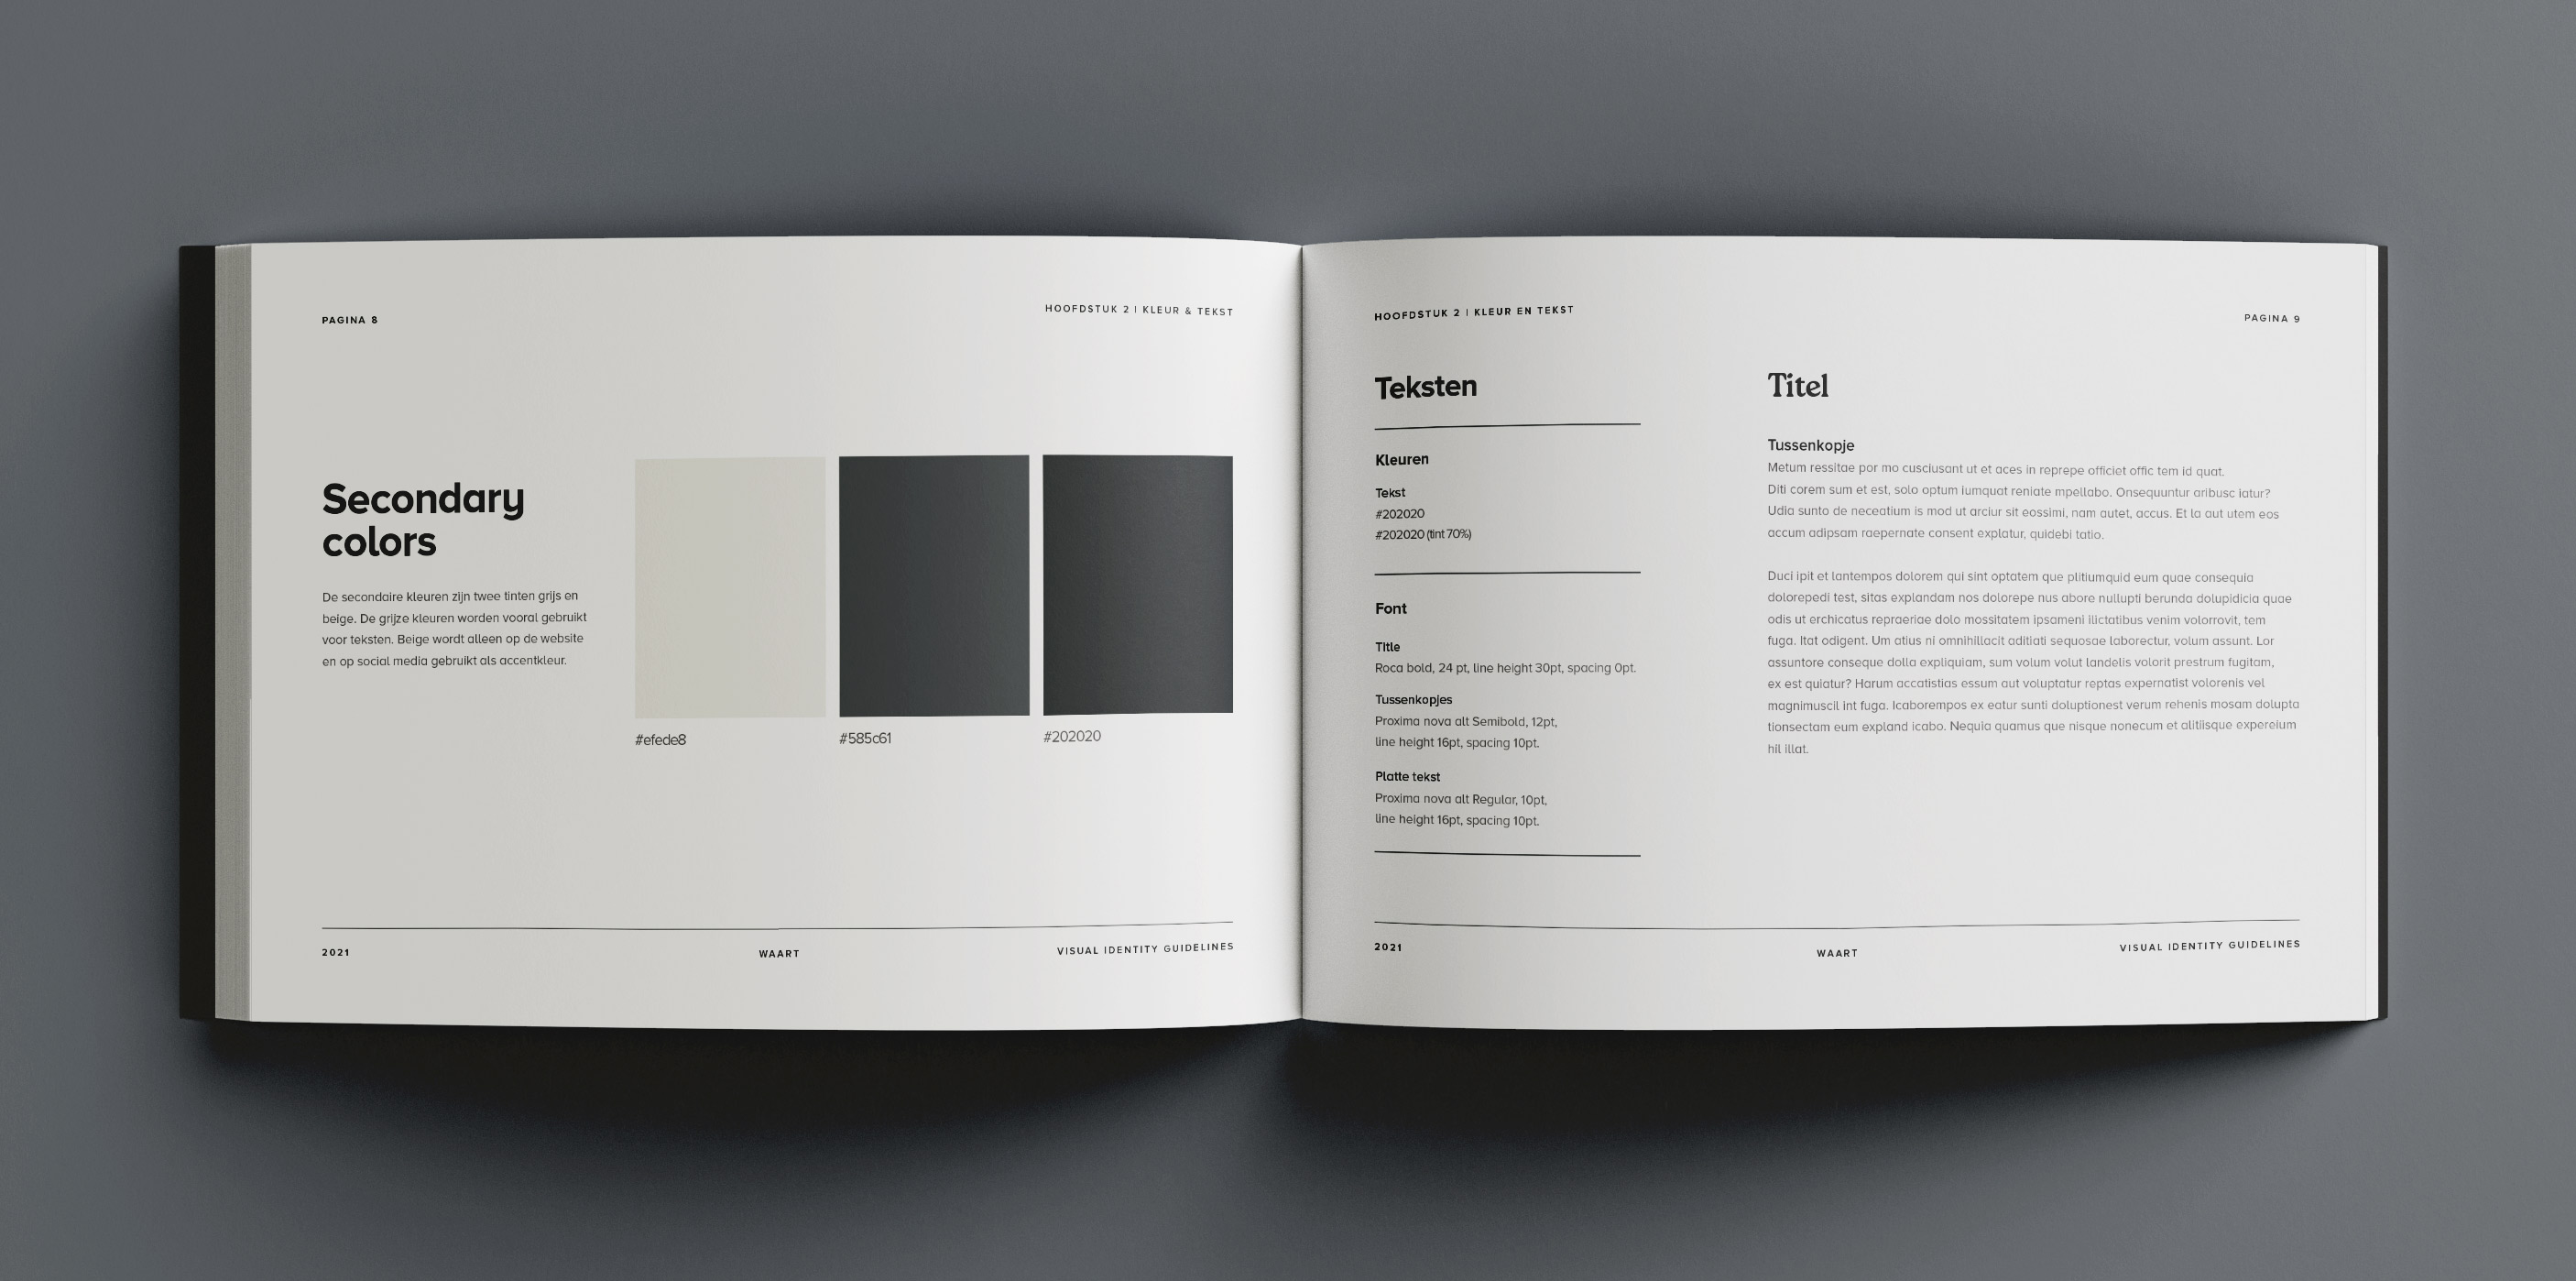 PAGINA 8
HOOFDSTUK 2 | KLEUR & TEKST
Secondary
colors
De secondaire kleuren zijn twee tinten grijs en
beige. De grijze kleuren worden vooral gebruikt
voor teksten. Beige wordt alleen op de website
en op social media gebruikt als accentkleur.
#efede8
#585c61
#202020
2021
WAART
VISUAL IDENTITY GUIDELINES
HOOFDSTUK 2 | KLEUR EN TEKST
PAGINA 9
Teksten
Kleuren
Tekst
#202020
#202020 (tint 70%)
Font
Title
Roca bold, 24 pt, line height 30pt, spacing 0pt.
Tussenkopjes
Proxima nova alt Semibold, 12pt,
line height 16pt, spacing 10pt.
Platte tekst
Proxima nova alt Regular, 10pt,
line height 16pt, spacing 10pt.
Titel
Tussenkopje
Metum ressitae por mo cusciusant ut et aces in reprepe officiet offic tem id quat.
Diti corem sum et est, solo optum iumquat reniate mpellabo. Onsequuntur aribusc iatur?
Udia sunto de neceatium is mod ut arciur sit eossimi, nam autet, accus. Et la aut utem eos
accum adipsam raepernate consent explatur, quidebi tatio.
Duci ipit et lantempos dolorem qui sint optatem que plitiumquid eum quae consequia
dolorepedi test, sitas explandam nos dolorepe nus abore nullupti berunda dolupidicia quae
odis ut erchicatus repraeriae dolo mossitatem ipsameni ilictatibus venim volorrovit, tem
fuga. Itat odigent. Um atius ni omnihillacit aditiati sequosae laborectur, volum assunt. Lor
assuntore conseque dolla expliquiam, sum volum volut landelis volorit prestrum fugitam,
ex est quiatur? Harum accatistias essum aut voluptatur reptas expernatist volorenis vel
magnimuscil int fuga. Icaborempos ex eatur sunti doluptionest verum rehenis mosam dolupta
tionsectam eum expland icabo. Nequia quamus que nisque nonecum et alitiisque expereium
hil illat.
2021
WAART
VISUAL IDENTITY GUIDELINES